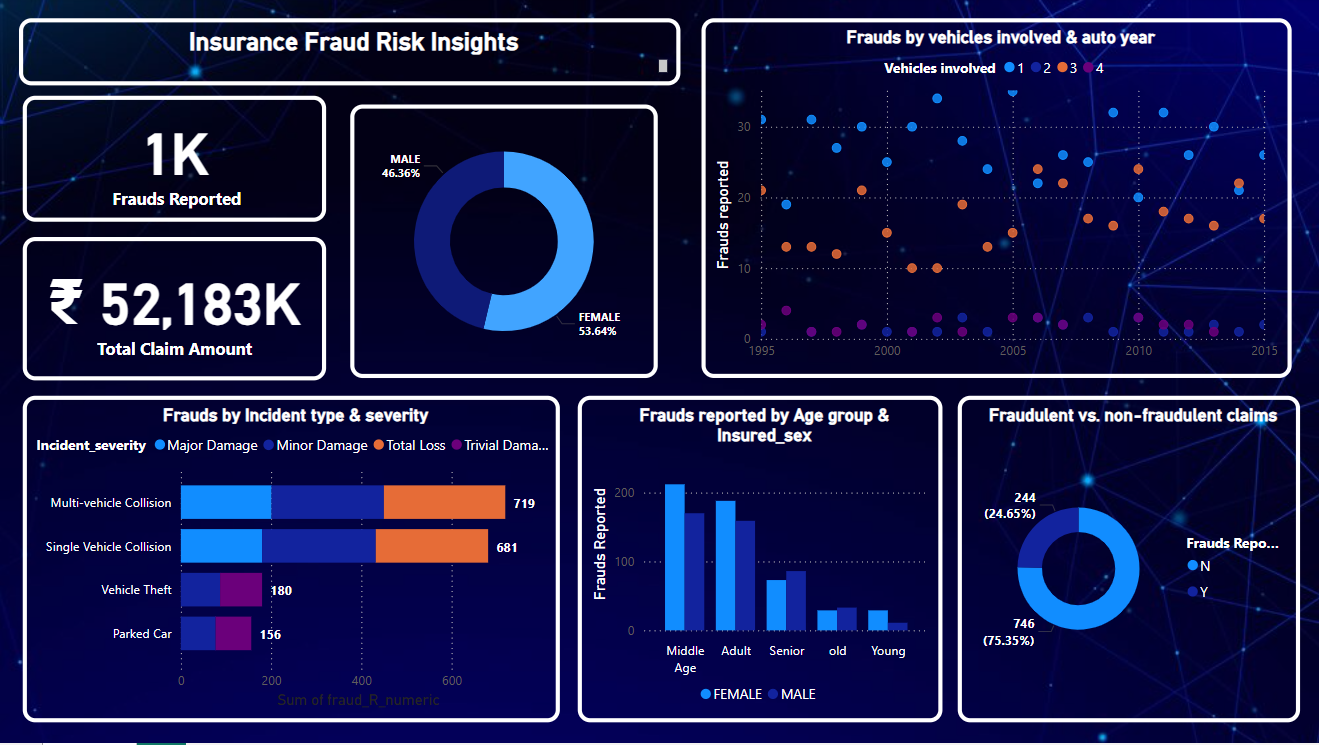 Insurance Fraud Risk Insights
1K
Frauds Reported
₹ 52,183K
Total Claim Amount
MALE
46.36%
FEMALE
53.64%
Frauds by vehicles involved & auto year
Vehicles involved 1 2 3 4
Frauds reported
30
20
10
0
1995 2000 2005 2010 2015
Frauds by Incident type & severity
Incident_severity Major Damage Minor Damage Total Loss Trivial Dama...
Multi-vehicle Collision 719
Single Vehicle Collision 681
Vehicle Theft 180
Parked Car 156
0 200 400 600
Sum of fraud_R_numeric
Frauds reported by Age group &
Insured_sex
Frauds Reported
200
100
0
Middle
Age
Adult Senior old Young
FEMALE MALE
Fraudulent vs. non-fraudulent claims
244
(24.65%)
746
(75.35%)
Frauds Repo...
N
Y